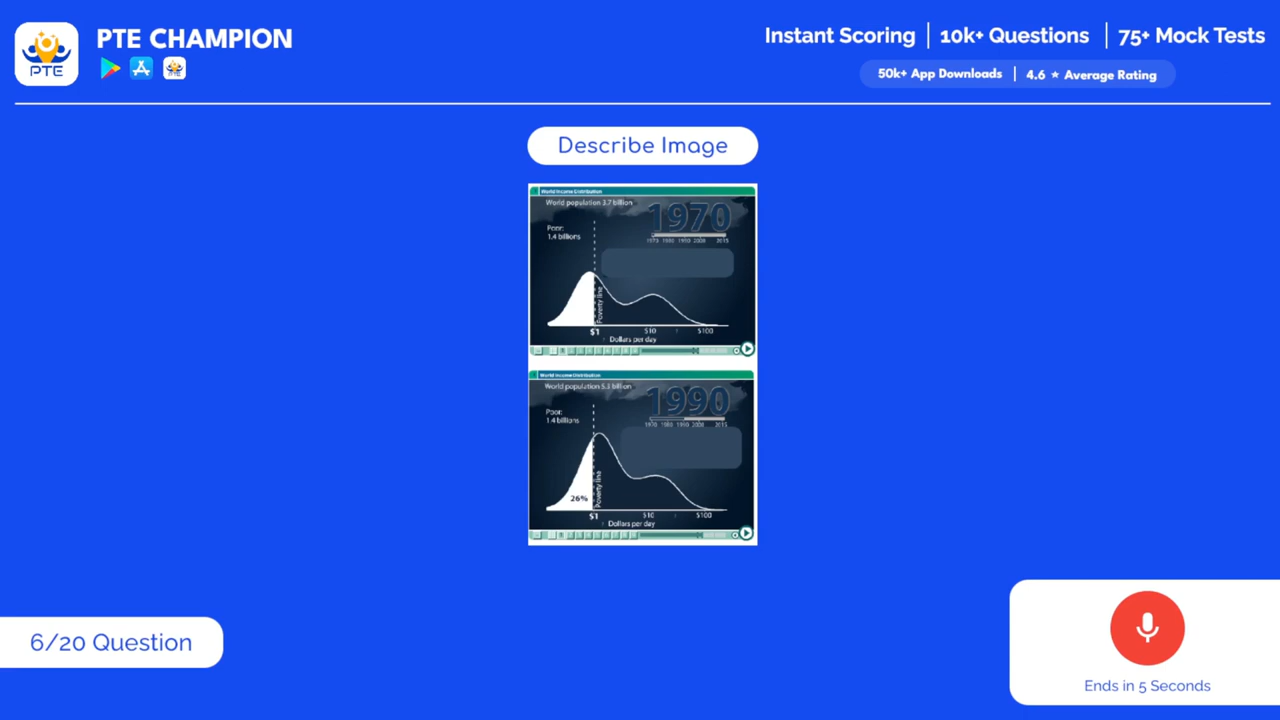 PTE CHAMPION
PTE
Instant Scoring
10k+ Questions
75+ Mock Tests
50k+ App Downloads
4.6 ★ Average Rating
Describe Image
World Income Distribution
World population 3.7 billion
1970
Poor:
1.4 billions
1970 1980 1990 2000 2015
Poverty line
$1 $10 $100
Dollars per day
World Income Distribution
World population 5.3 billion
1990
Poor:
1.4 billions
1970 1980 1990 2000 2015
26%
Poverty line
$1 $10 $100
Dollars per day
6/20 Question
Ends in 5 Seconds